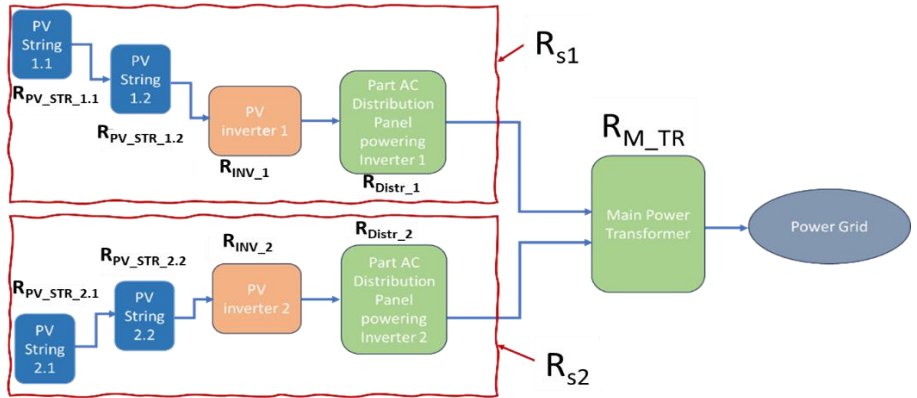 PV
String
1.1
R_PV_STR_1.1
PV
String
1.2
R_PV_STR_1.2
PV
inverter 1
R_INV_1
Part AC
Distribution
Panel
powering
Inverter 1
R_Distr_1
R_s1
R_M_TR
Main Power
Transformer
Power Grid
R_PV_STR_2.1
PV
String
2.1
R_PV_STR_2.2
PV
String
2.2
R_INV_2
PV
inverter 2
R_Distr_2
Part AC
Distribution
Panel
powering
Inverter 2
R_s2